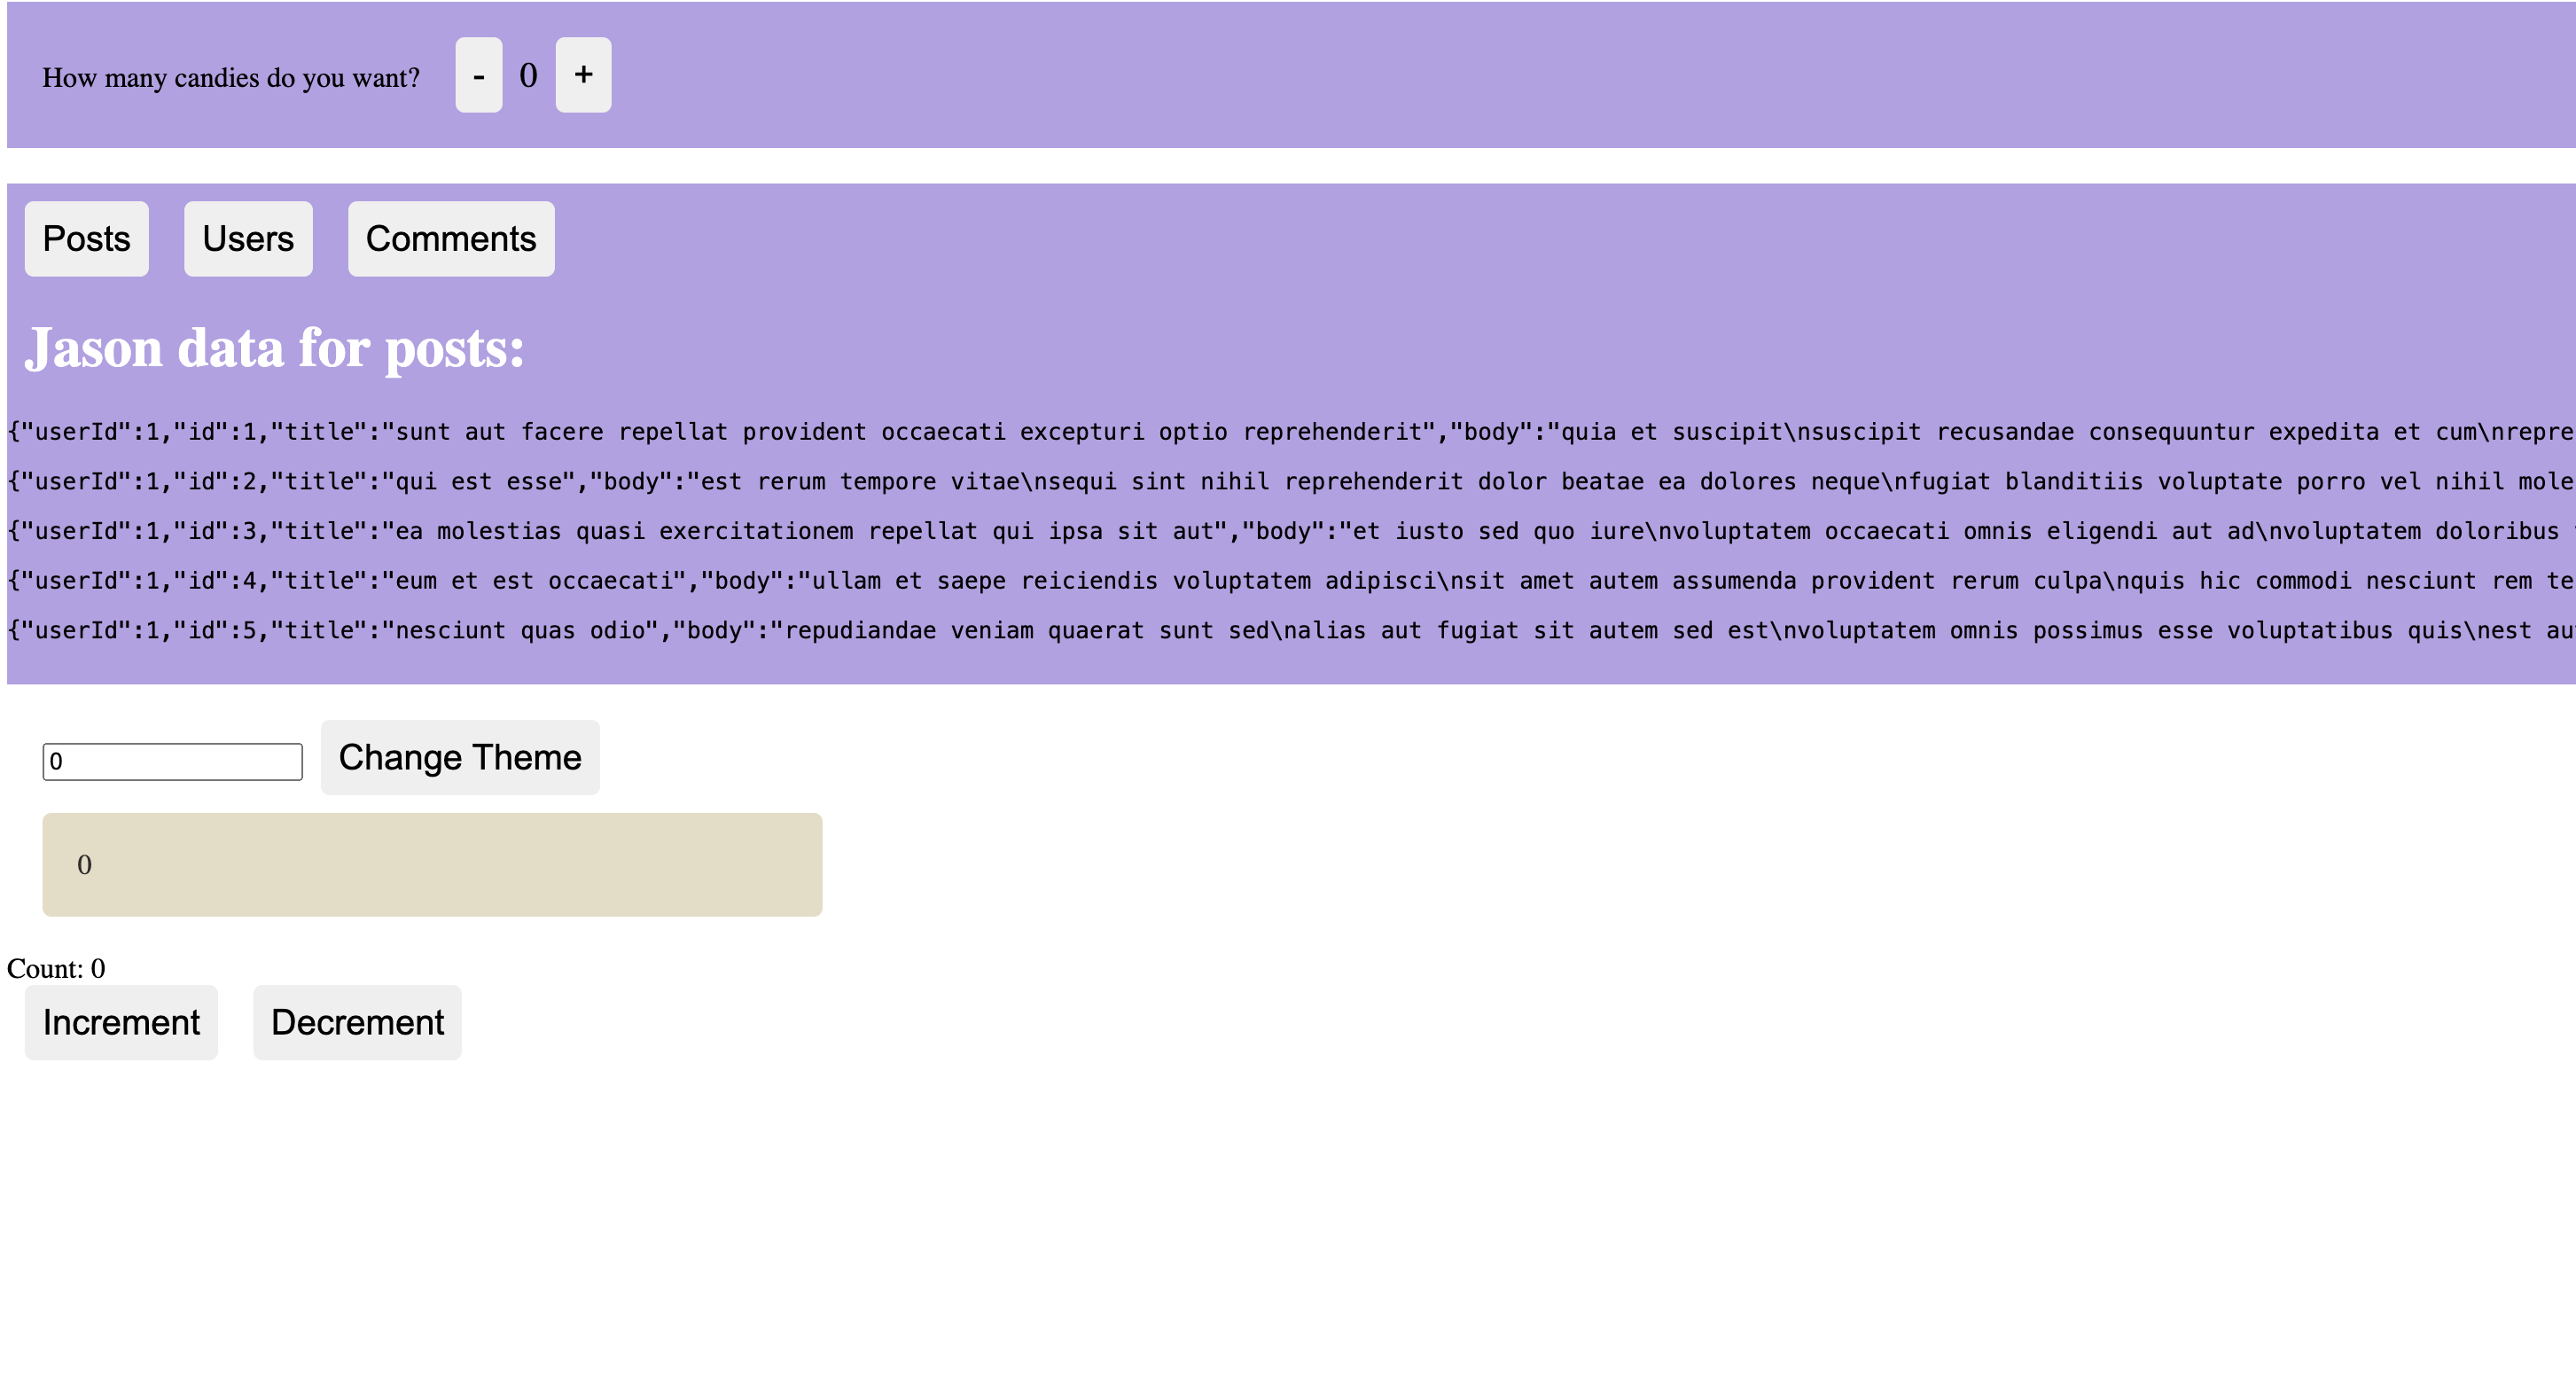 How many candies do you want? - 0 +
Posts Users Comments
Jason data for posts:
{"userId":1,"id":1,"title":"sunt aut facere repellat provident occaecati excepturi optio reprehenderit","body":"quia et suscipit\nsuscipit recusandae consequuntur expedita et cum\nrepre
{"userId":1,"id":2,"title":"qui est esse","body":"est rerum tempore vitae\nsequi sint nihil reprehenderit dolor beatae ea dolores neque\nfugiat blanditiis voluptate porro vel nihil mole
{"userId":1,"id":3,"title":"ea molestias quasi exercitationem repellat qui ipsa sit aut","body":"et iusto sed quo iure\nvoluptatem occaecati omnis eligendi aut ad\nvoluptatem doloribus
{"userId":1,"id":4,"title":"eum et est occaecati","body":"ullam et saepe reiciendis voluptatem adipisci\nsit amet autem assumenda provident rerum culpa\nquis hic commodi nesciunt rem te
{"userId":1,"id":5,"title":"nesciunt quas odio","body":"repudiandae veniam quaerat sunt sed\nalias aut fugiat sit autem sed est\nvoluptatem omnis possimus esse voluptatibus quis\nest au
0 Change Theme
0
Count: 0
Increment Decrement